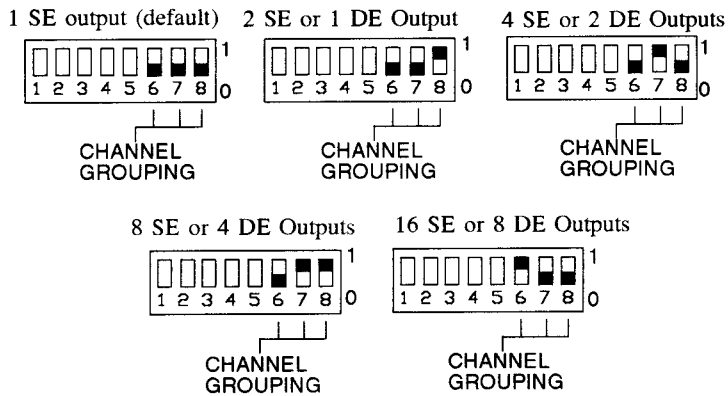 1 SE output (default)
1
1 2 3 4 5 6 7 8 0
CHANNEL
GROUPING
2 SE or 1 DE Output
1
1 2 3 4 5 6 7 8 0
CHANNEL
GROUPING
4 SE or 2 DE Outputs
1
1 2 3 4 5 6 7 8 0
CHANNEL
GROUPING
8 SE or 4 DE Outputs
1
1 2 3 4 5 6 7 8 0
CHANNEL
GROUPING
16 SE or 8 DE Outputs
1
1 2 3 4 5 6 7 8 0
CHANNEL
GROUPING